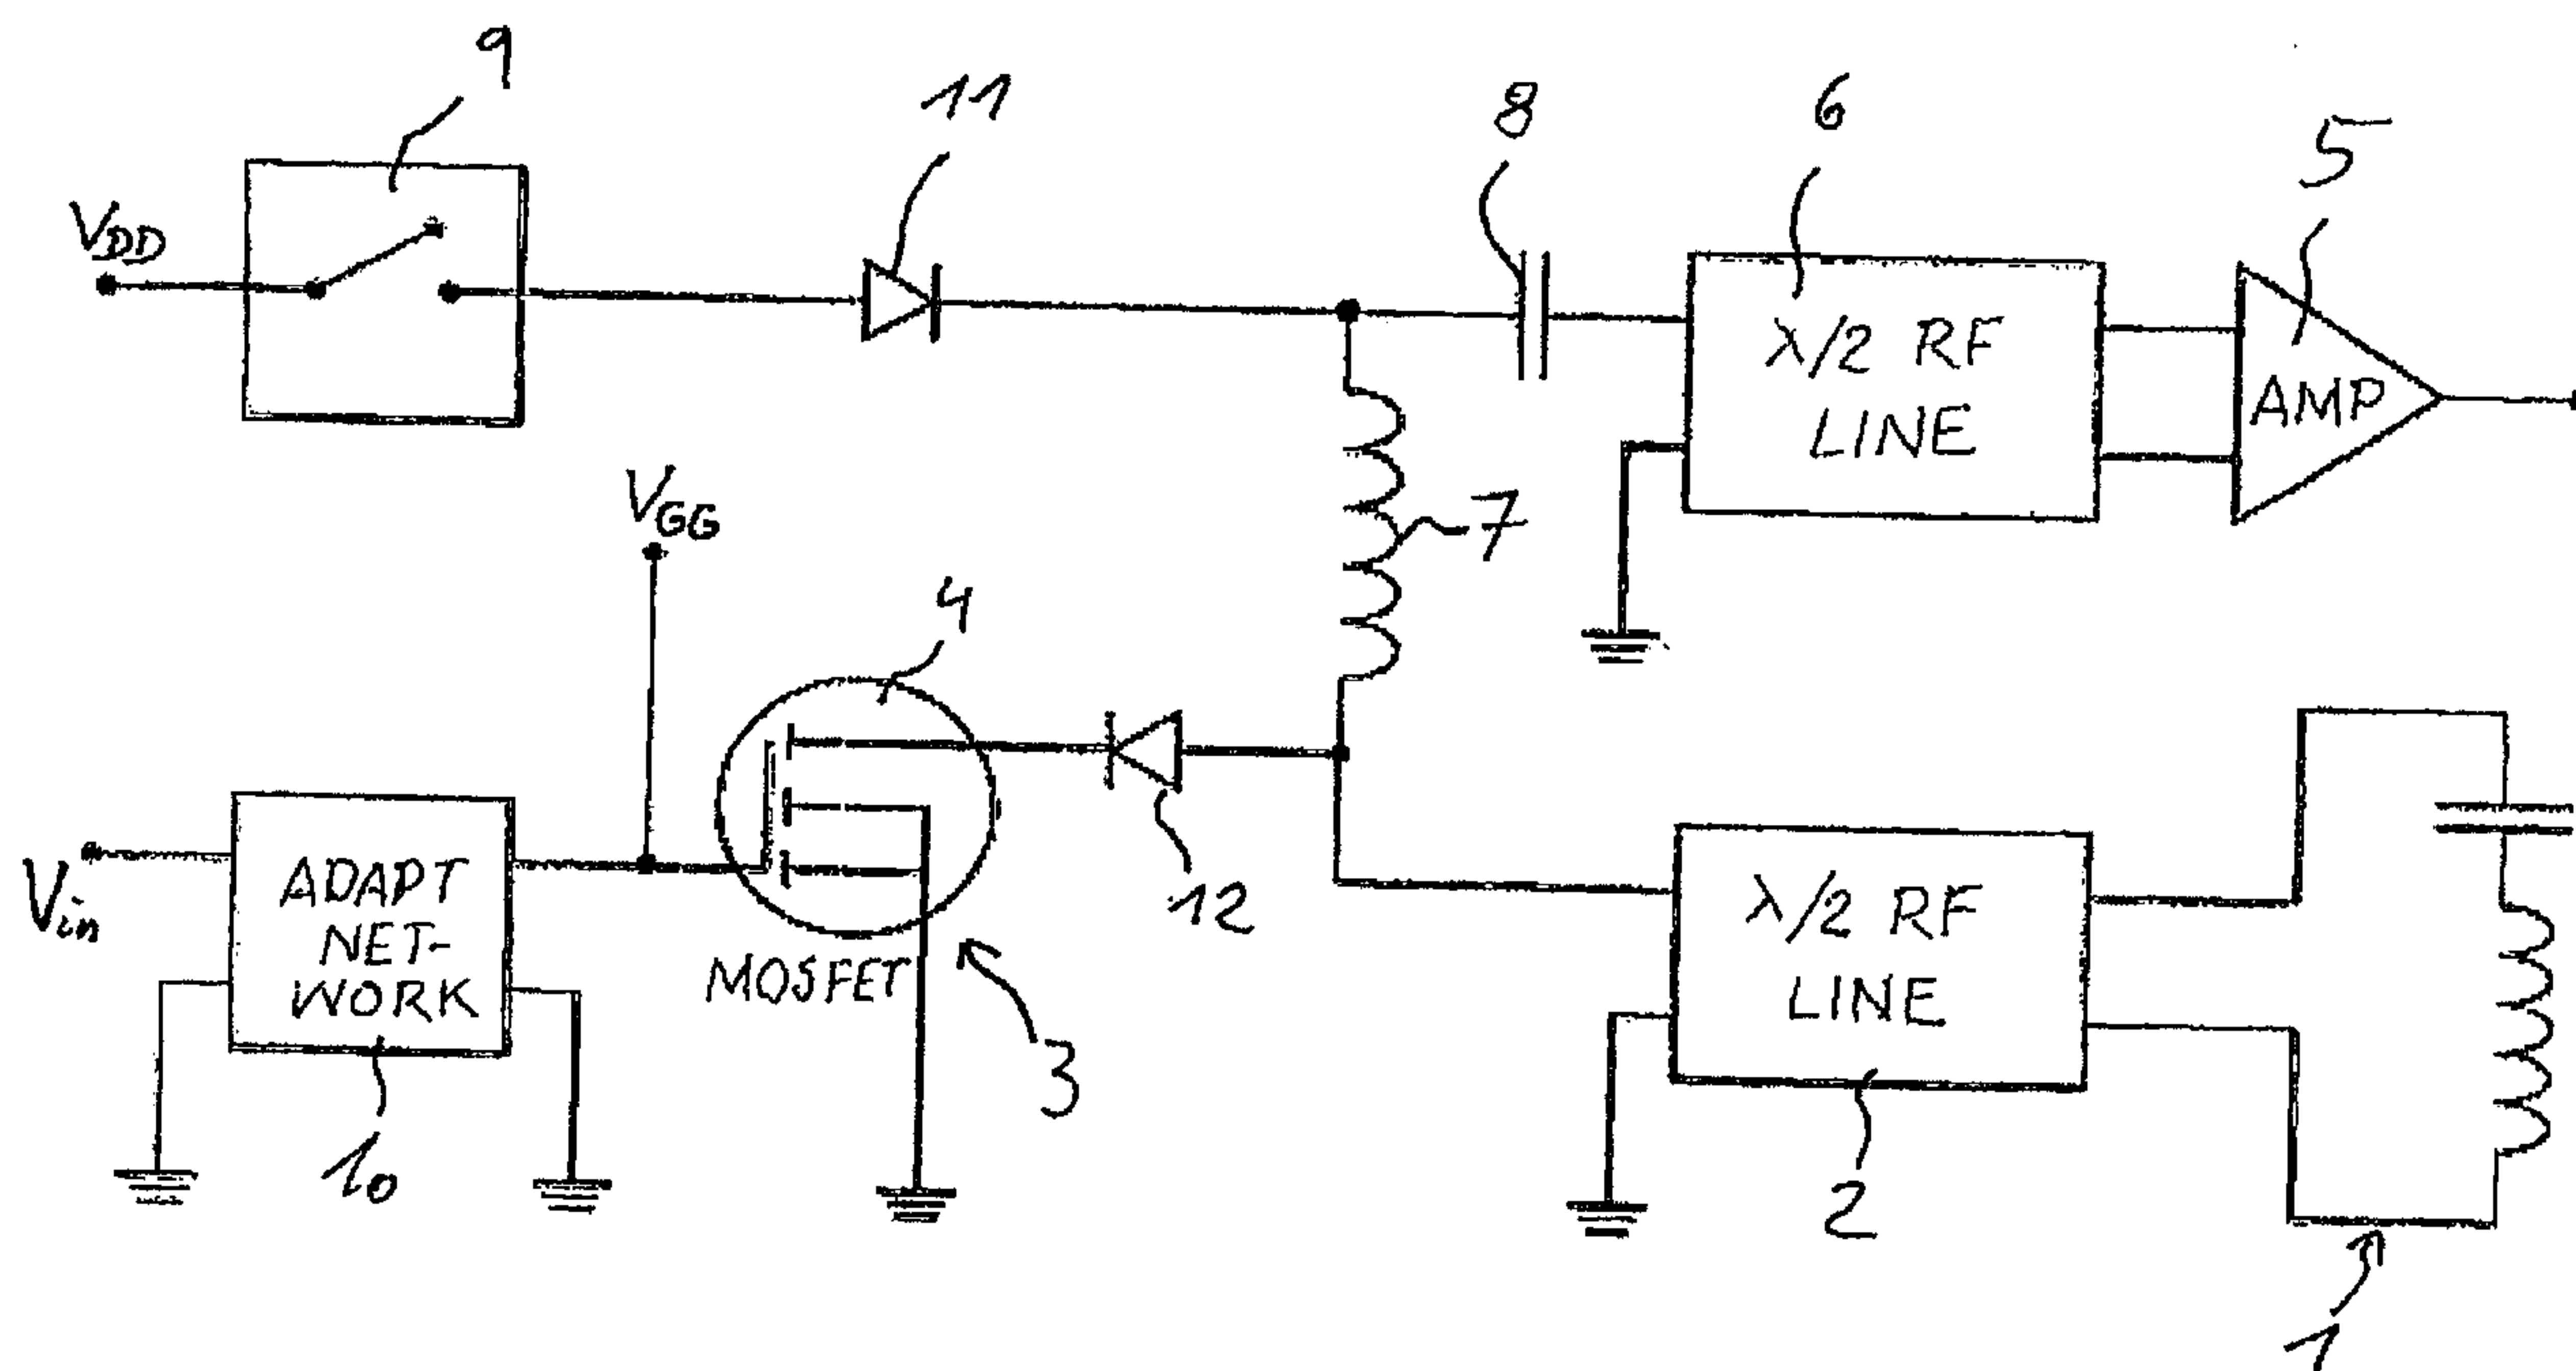 9
11
8
6
5
VDD
λ/2 RF
LINE
AMP
VGG
7
4
12
Vin
ADAPT
NET-
WORK
MOSFET
3
λ/2 RF
LINE
10
2
1